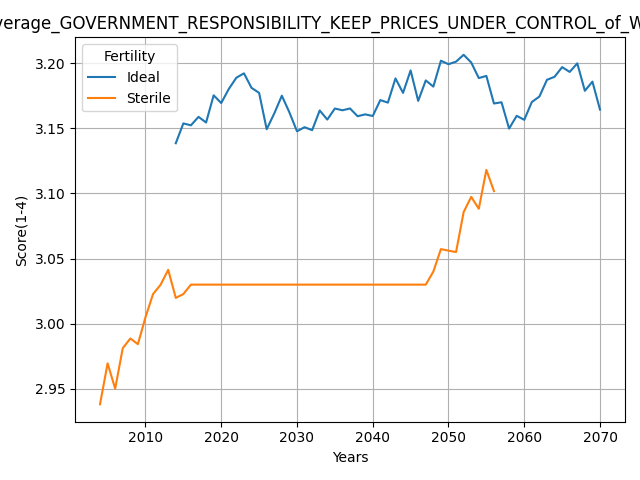 verage_GOVERNMENT_RESPONSIBILITY_KEEP_PRICES_UNDER_CONTROL_of_W
Fertility
Ideal
Sterile
3.20
3.15
3.10
3.05
3.00
2.95
Score(1-4)
2010 2020 2030 2040 2050 2060 2070
Years